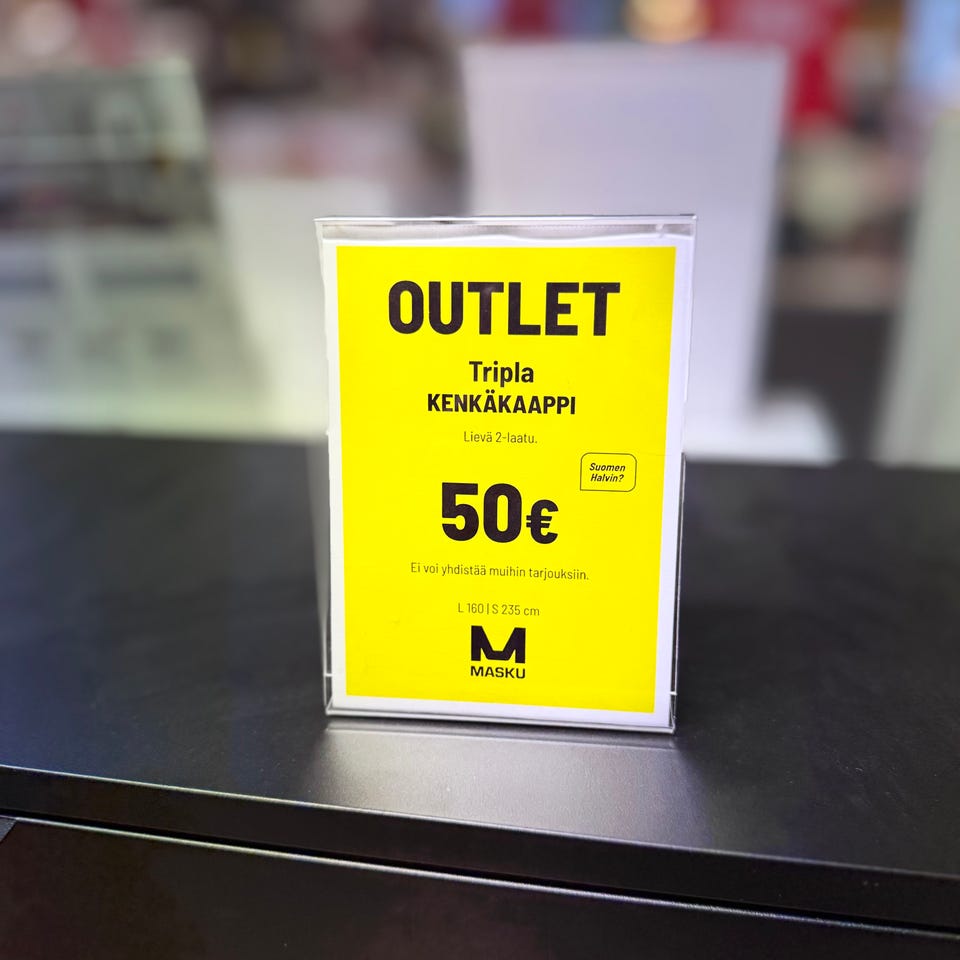 OUTLET
Tripla
KENKÄKAAPPI
Lievä 2-laatu.
Suomen
Halvin?
50€
Ei voi yhdistää muihin tarjouksiin.
L 160 | S 235 cm
M
MASKU